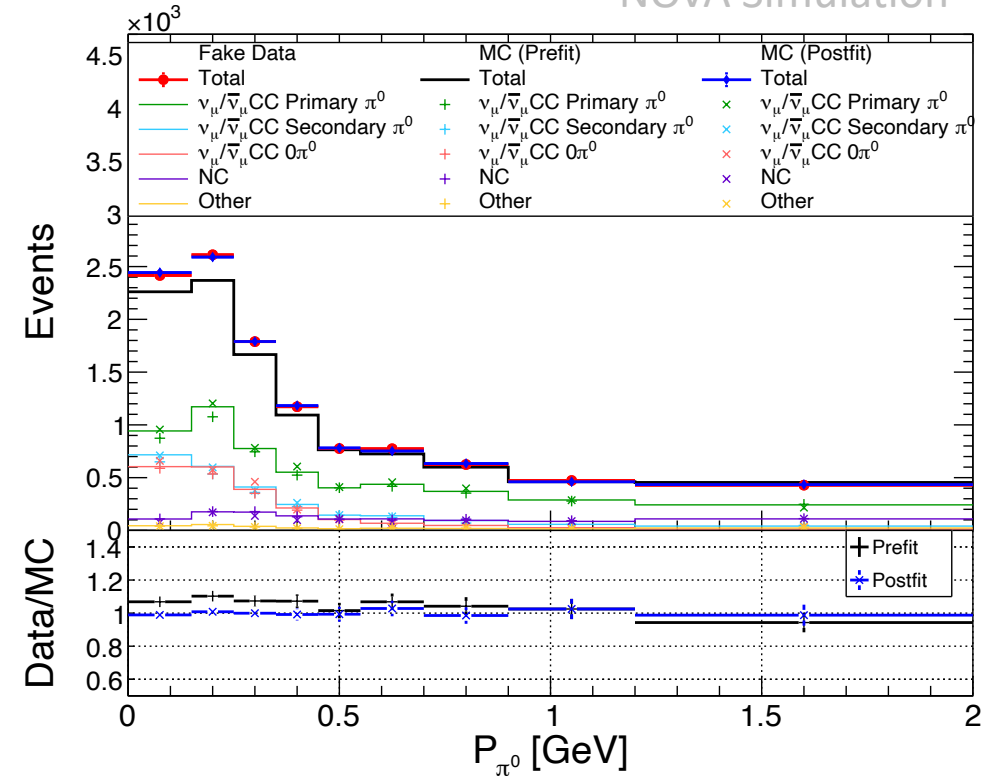 NOvA Simulation
×10³
Fake Data MC (Prefit) MC (Postfit)
Total Total Total
ν_μ/ν̅_μCC Primary π⁰ ν_μ/ν̅_μCC Primary π⁰ ν_μ/ν̅_μCC Primary π⁰
ν_μ/ν̅_μCC Secondary π⁰ ν_μ/ν̅_μCC Secondary π⁰ ν_μ/ν̅_μCC Secondary π⁰
ν_μ/ν̅_μCC 0π⁰ ν_μ/ν̅_μCC 0π⁰ ν_μ/ν̅_μCC 0π⁰
NC NC NC
Other Other Other
4.5
4
3.5
3
2.5
2
1.5
1
0.5
0
Events
1.4
1.2
1
0.8
0.6
Data/MC
Prefit
Postfit
0 0.5 1 1.5 2
P_π⁰ [GeV]